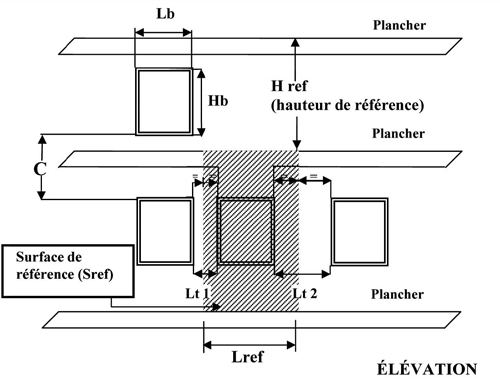 Lb
Plancher
Hb
H ref
(hauteur de référence)
Plancher
C
= = = =
Surface de
référence (Sref)
Lt 1
Lt 2
Plancher
Lref
ÉLÉVATION